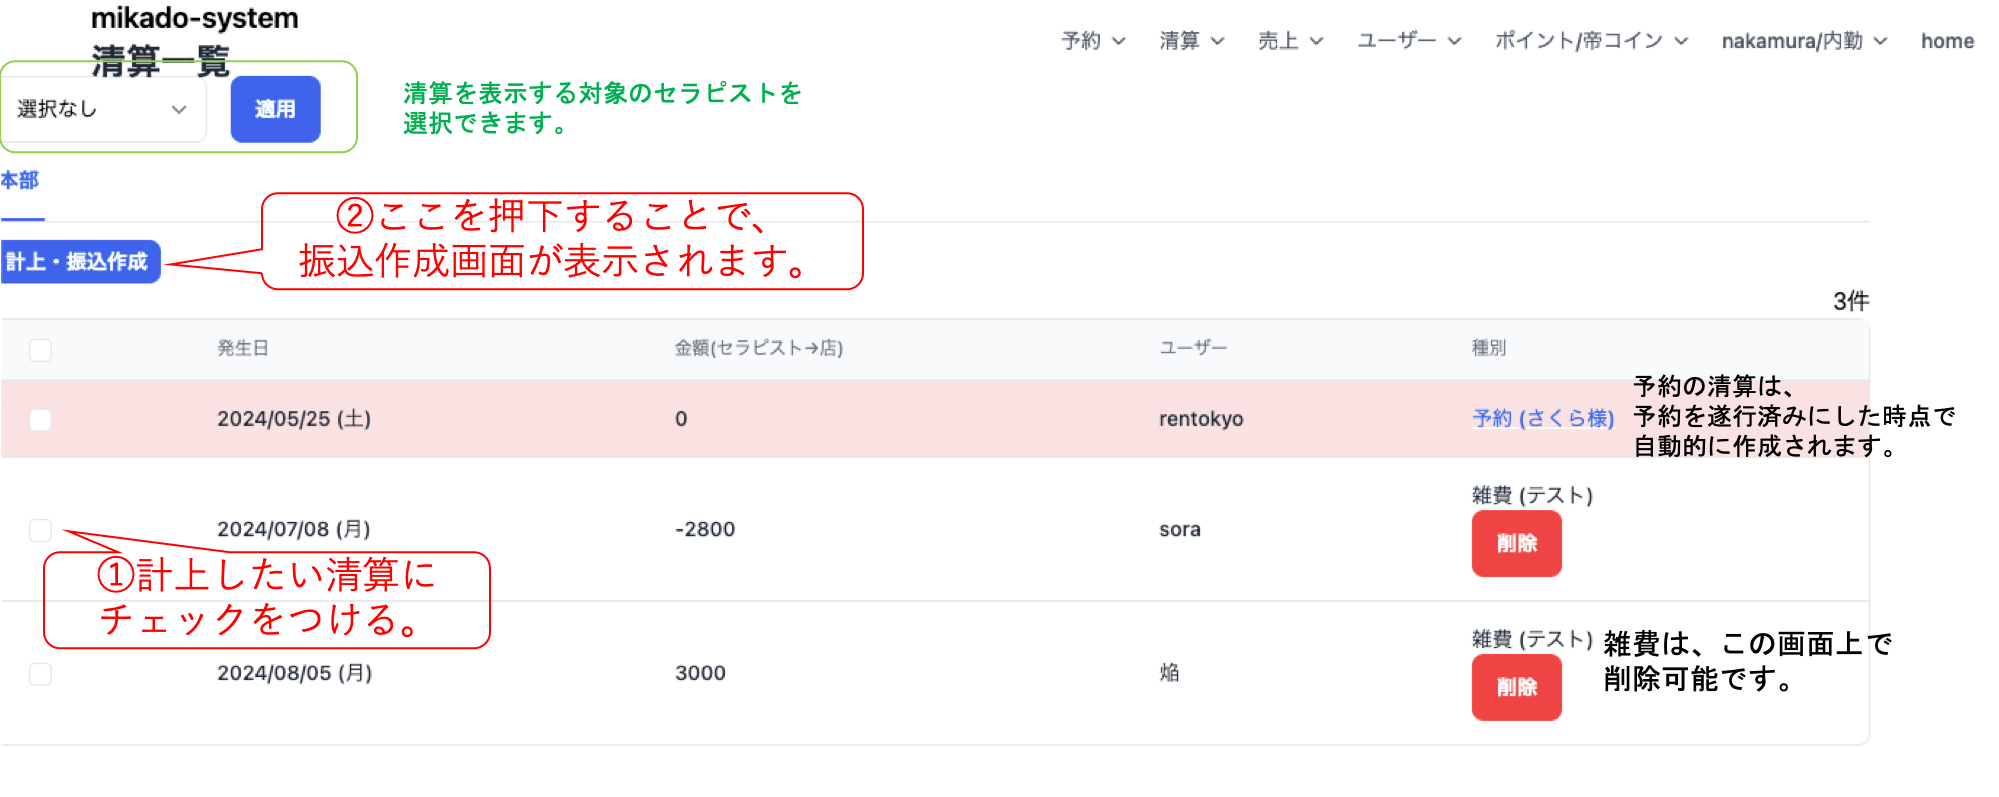 mikado-system
予約 清算 売上 ユーザー ポイント/帝コイン nakamura/内勤 home
清算一覧
選択なし 適用
清算を表示する対象のセラピストを
選択できます。
本部
②ここを押下することで、
振込作成画面が表示されます。
計上・振込作成
3件
発生日 金額(セラピスト→店) ユーザー 種別
2024/05/25 (土) 0 rentokyo 予約 (さくら様)
予約の清算は、
予約を遂行済みにした時点で
自動的に作成されます。
2024/07/08 (月) -2800 sora 雑費 (テスト)
削除
①計上したい清算に
チェックをつける。
2024/08/05 (月) 3000 焔 雑費 (テスト)
削除
雑費は、この画面上で
削除可能です。